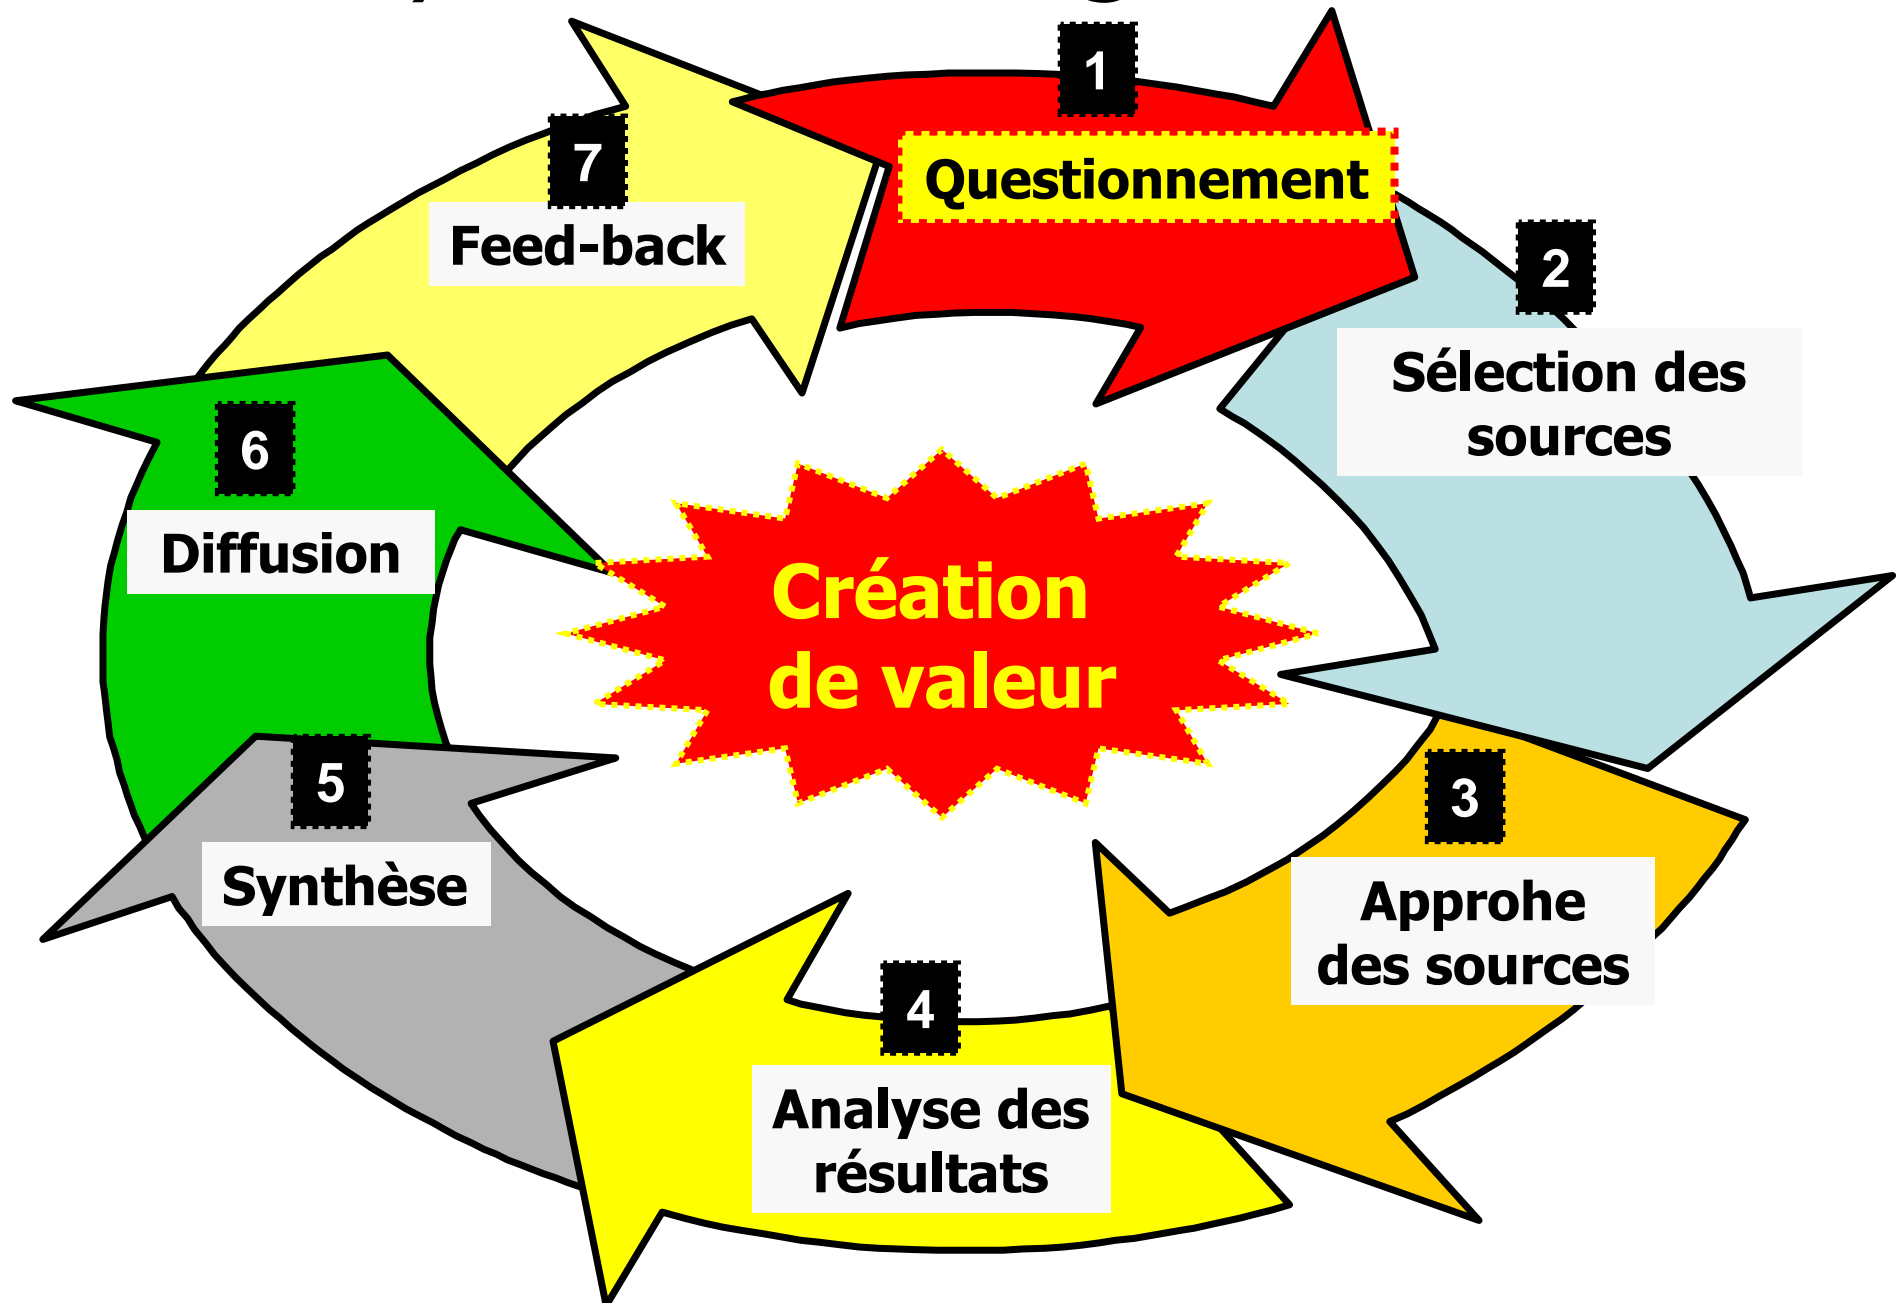 1
Questionnement
2
Sélection des
sources
3
Approhe
des sources
4
Analyse des
résultats
5
Synthèse
6
Diffusion
7
Feed-back
Création
de valeur